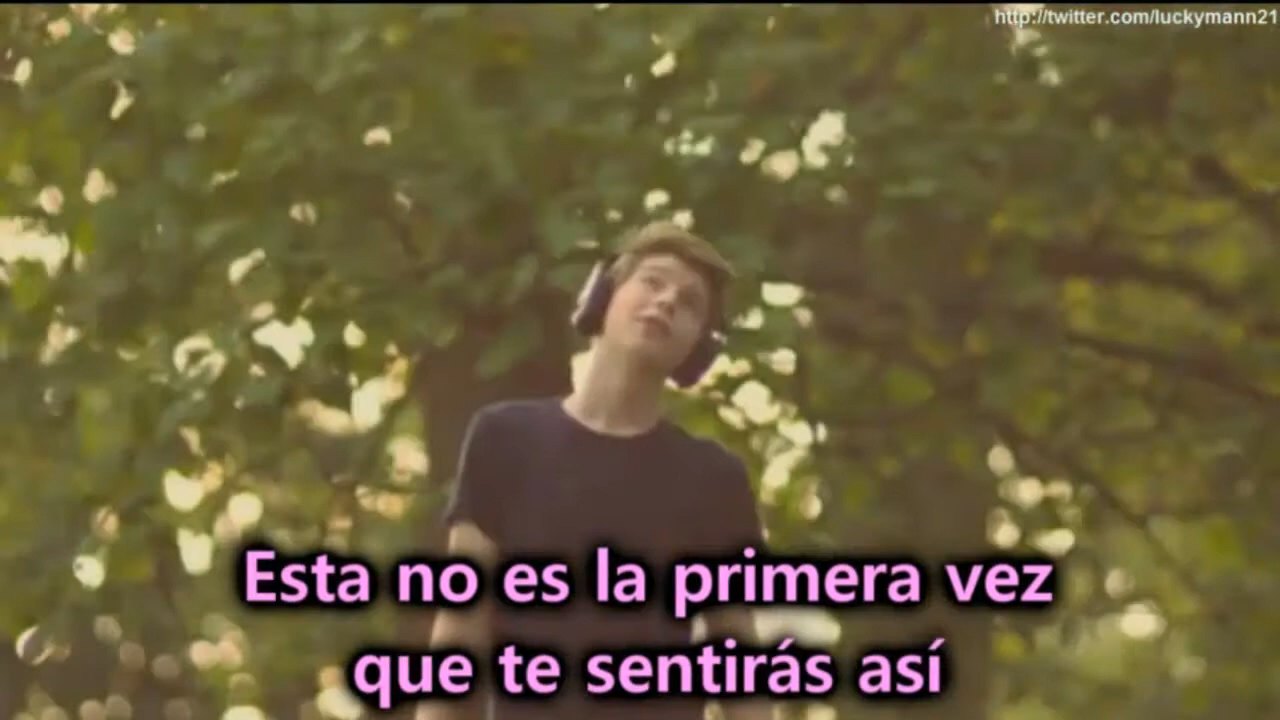 http://twitter.com/luckymann21
Esta no es la primera vez
que te sentirás así